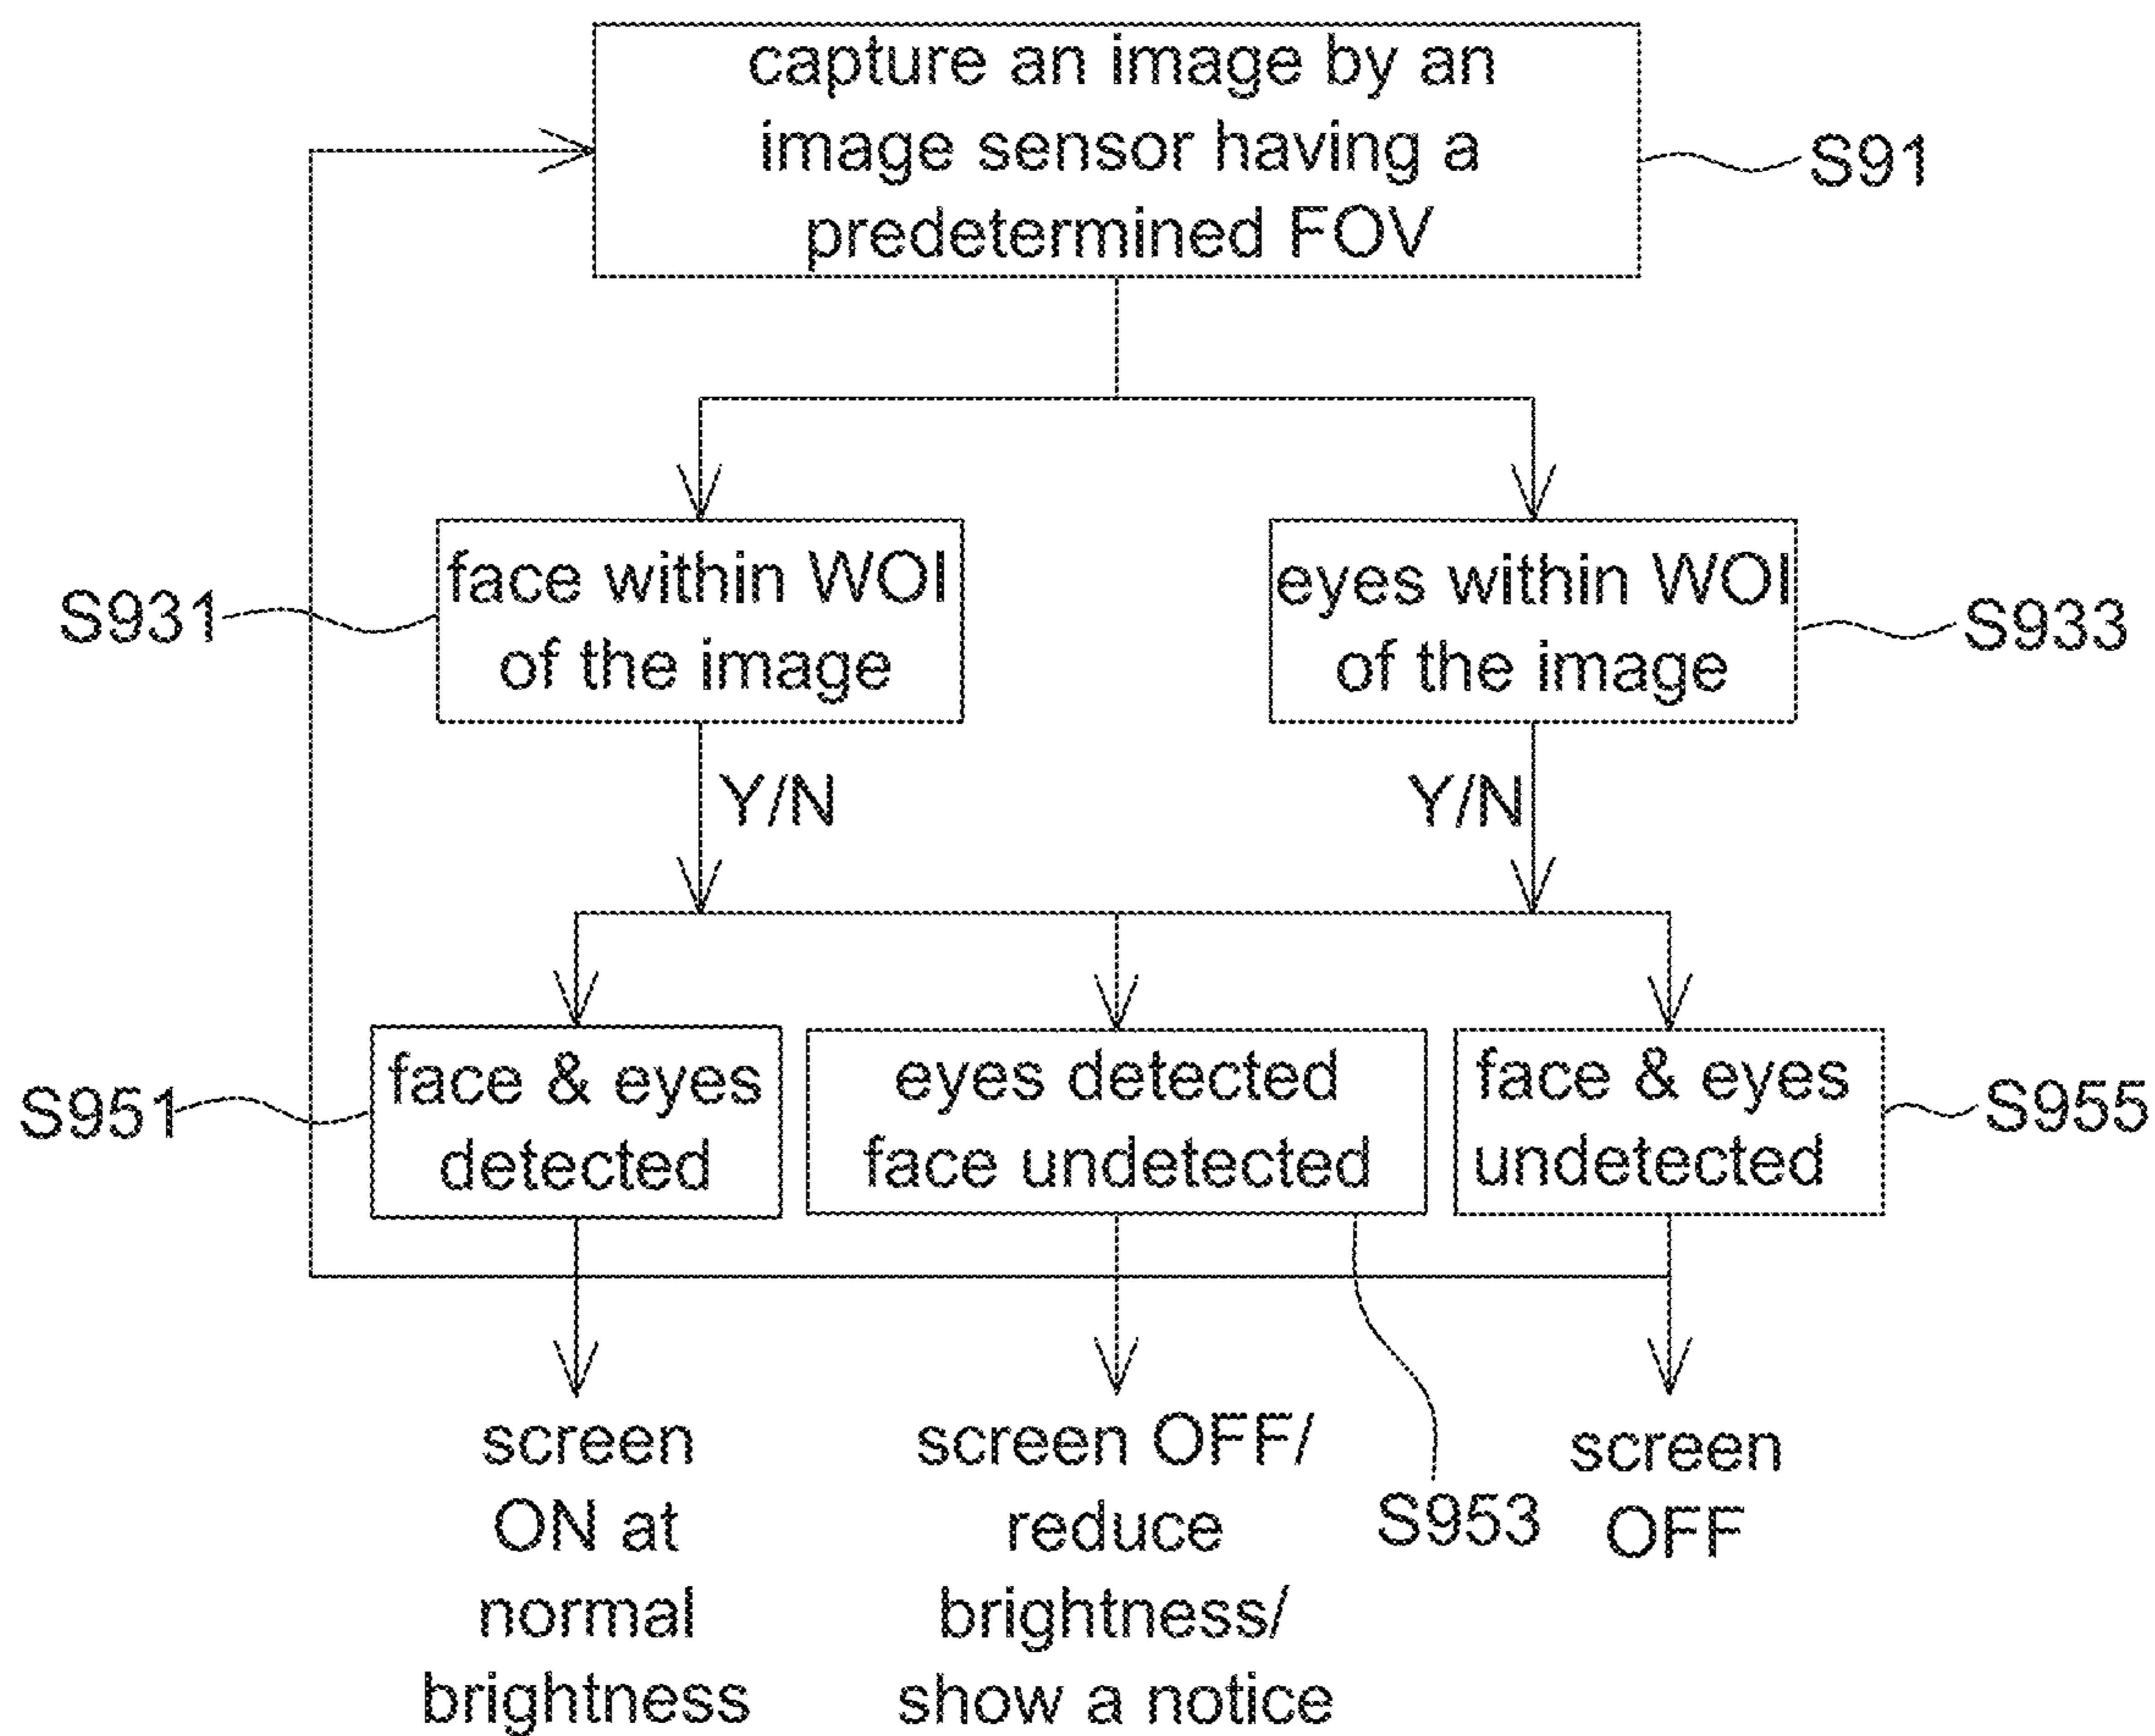 capture an image by an
image sensor having a
predetermined FOV
S91
face within WOI
of the image
S931
eyes within WOI
of the image
S933
Y/N
Y/N
face & eyes
detected
S951
eyes detected
face undetected
face & eyes
undetected
S955
screen
ON at
normal
brightness
screen OFF/
reduce
brightness/
show a notice
S953
screen
OFF